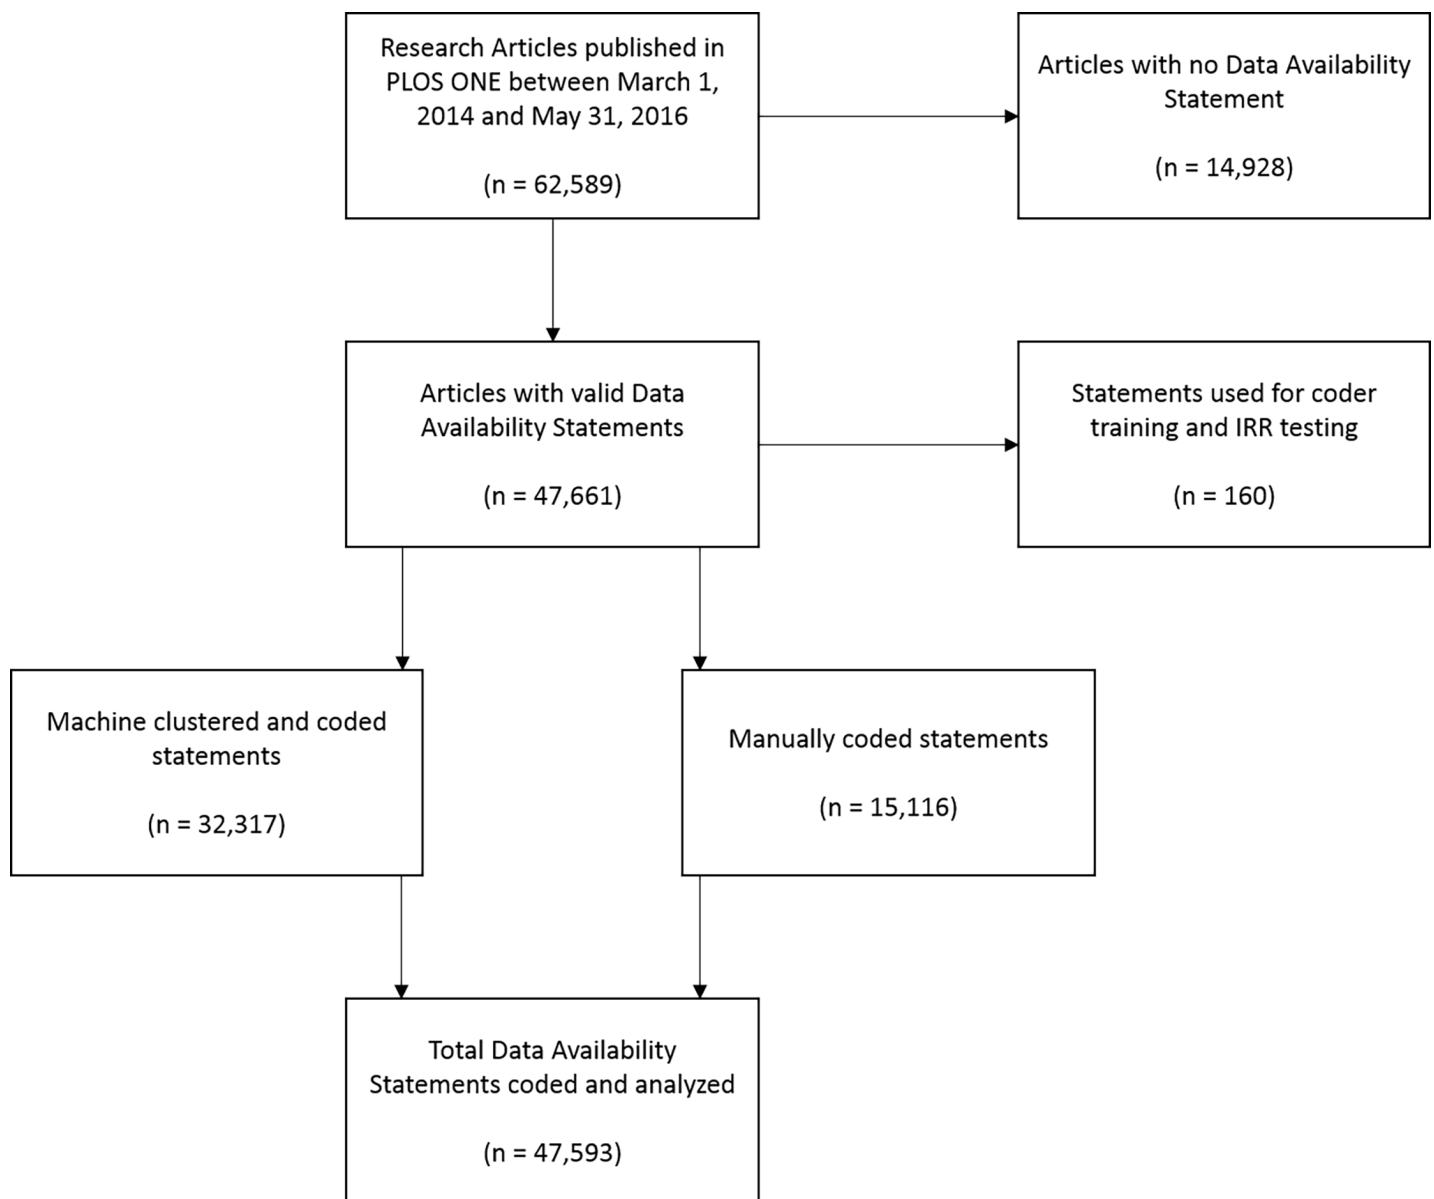 Research Articles published in
PLOS ONE between March 1,
2014 and May 31, 2016
(n = 62,589)
Articles with no Data Availability
Statement
(n = 14,928)
Articles with valid Data
Availability Statements
(n = 47,661)
Statements used for coder
training and IRR testing
(n = 160)
Machine clustered and coded
statements
(n = 32,317)
Manually coded statements
(n = 15,116)
Total Data Availability
Statements coded and analyzed
(n = 47,593)